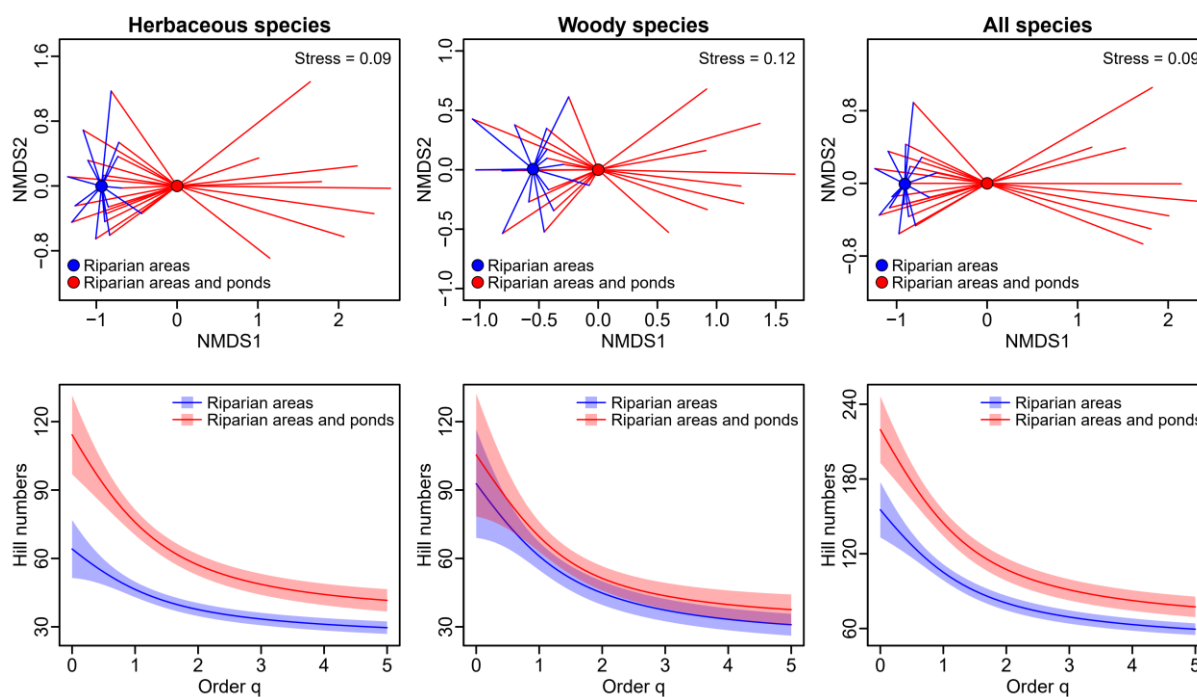 Herbaceous species
Stress = 0.09
1.6
0.8
0.0
−0.8
NMDS2
Riparian areas
Riparian areas and ponds
−1 0 1 2
NMDS1
Woody species
Stress = 0.12
1.0
0.5
0.0
−0.5
−1.0
NMDS2
Riparian areas
Riparian areas and ponds
−1.0 −0.5 0.0 0.5 1.0 1.5
NMDS1
All species
Stress = 0.09
0.8
0.0
−0.8
NMDS2
Riparian areas
Riparian areas and ponds
−1 0 1 2
NMDS1
Riparian areas
Riparian areas and ponds
120
90
60
30
Hill numbers
0 1 2 3 4 5
Order q
Riparian areas
Riparian areas and ponds
120
90
60
30
Hill numbers
0 1 2 3 4 5
Order q
Riparian areas
Riparian areas and ponds
240
180
120
60
Hill numbers
0 1 2 3 4 5
Order q